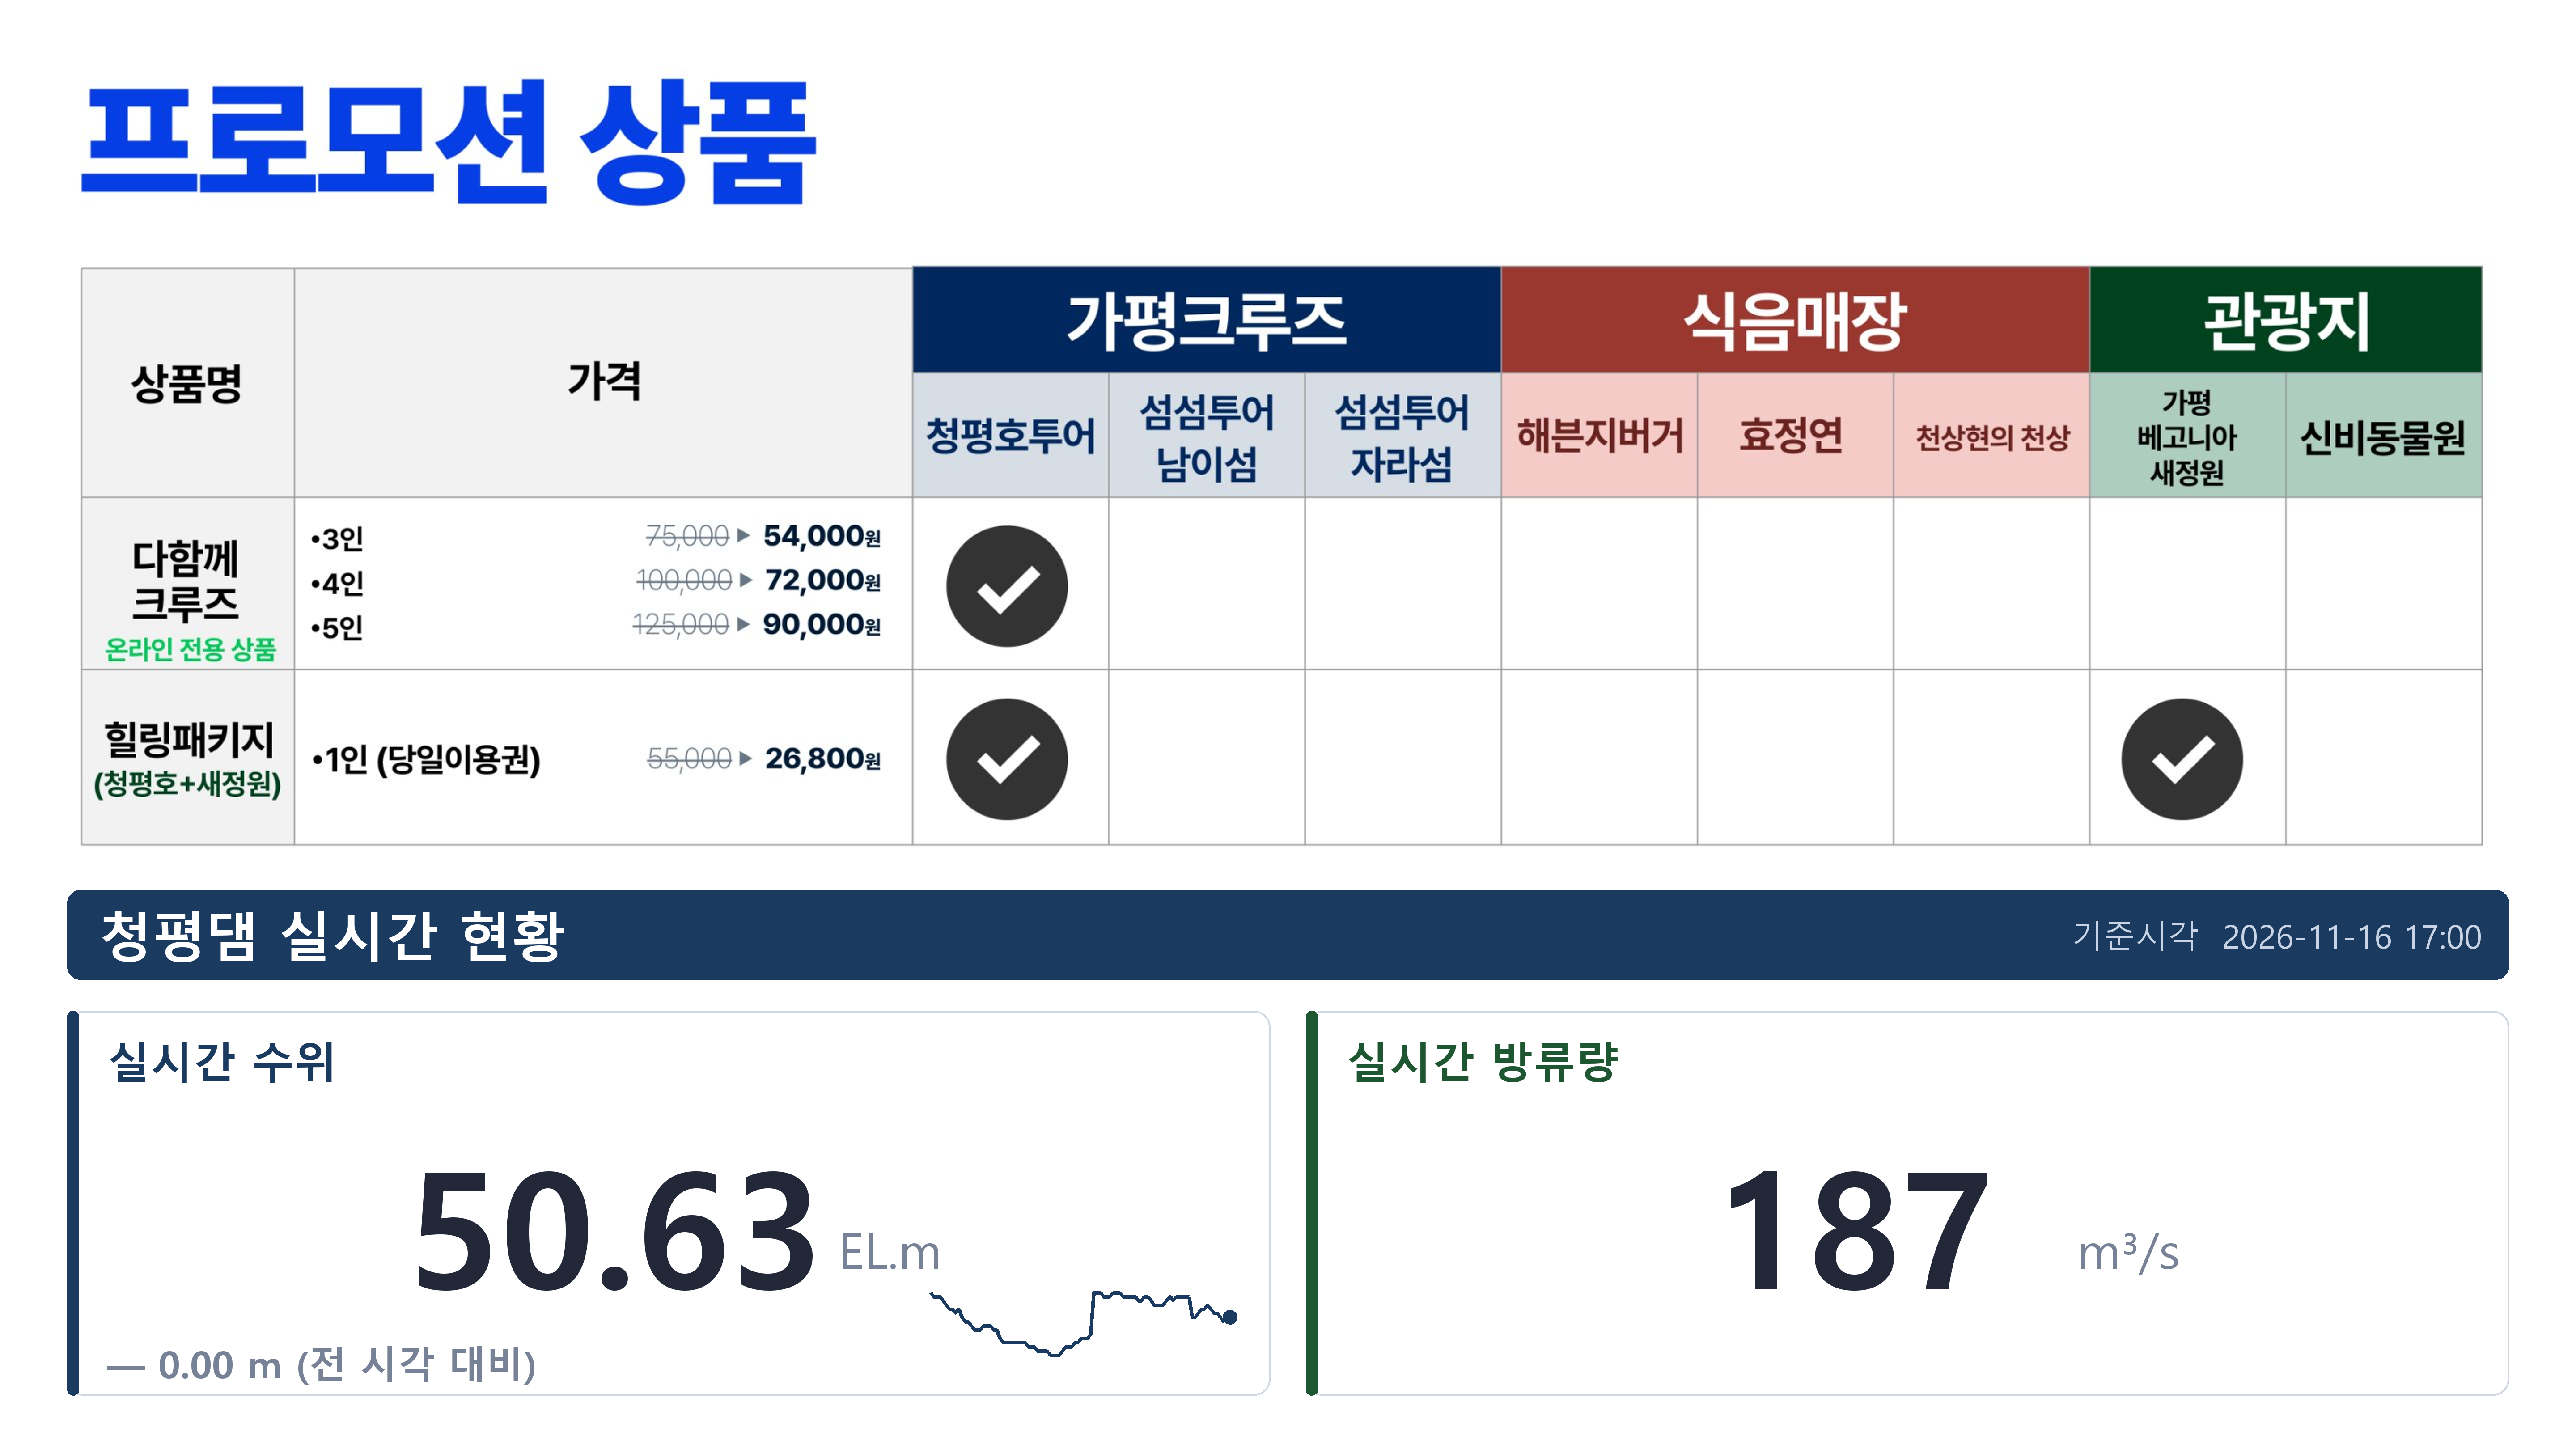 프로모션 상품
상품명
가격
가평크루즈
식음매장
관광지
청평호투어
섬섬투어
남이섬
섬섬투어
자라섬
해븐지버거
효정연
천상현의 천상
가평
베고니아
새정원
신비동물원
다함께
크루즈
온라인 전용 상품
•3인 75,000 ▶ 54,000원
•4인 100,000 ▶ 72,000원
•5인 125,000 ▶ 90,000원
힐링패키지
(청평호+새정원)
•1인 (당일이용권) 55,000 ▶ 26,800원
청평댐 실시간 현황
기준시각 2026-11-16 17:00
실시간 수위
50.63 EL.m
— 0.00 m (전 시각 대비)
실시간 방류량
187 m³/s